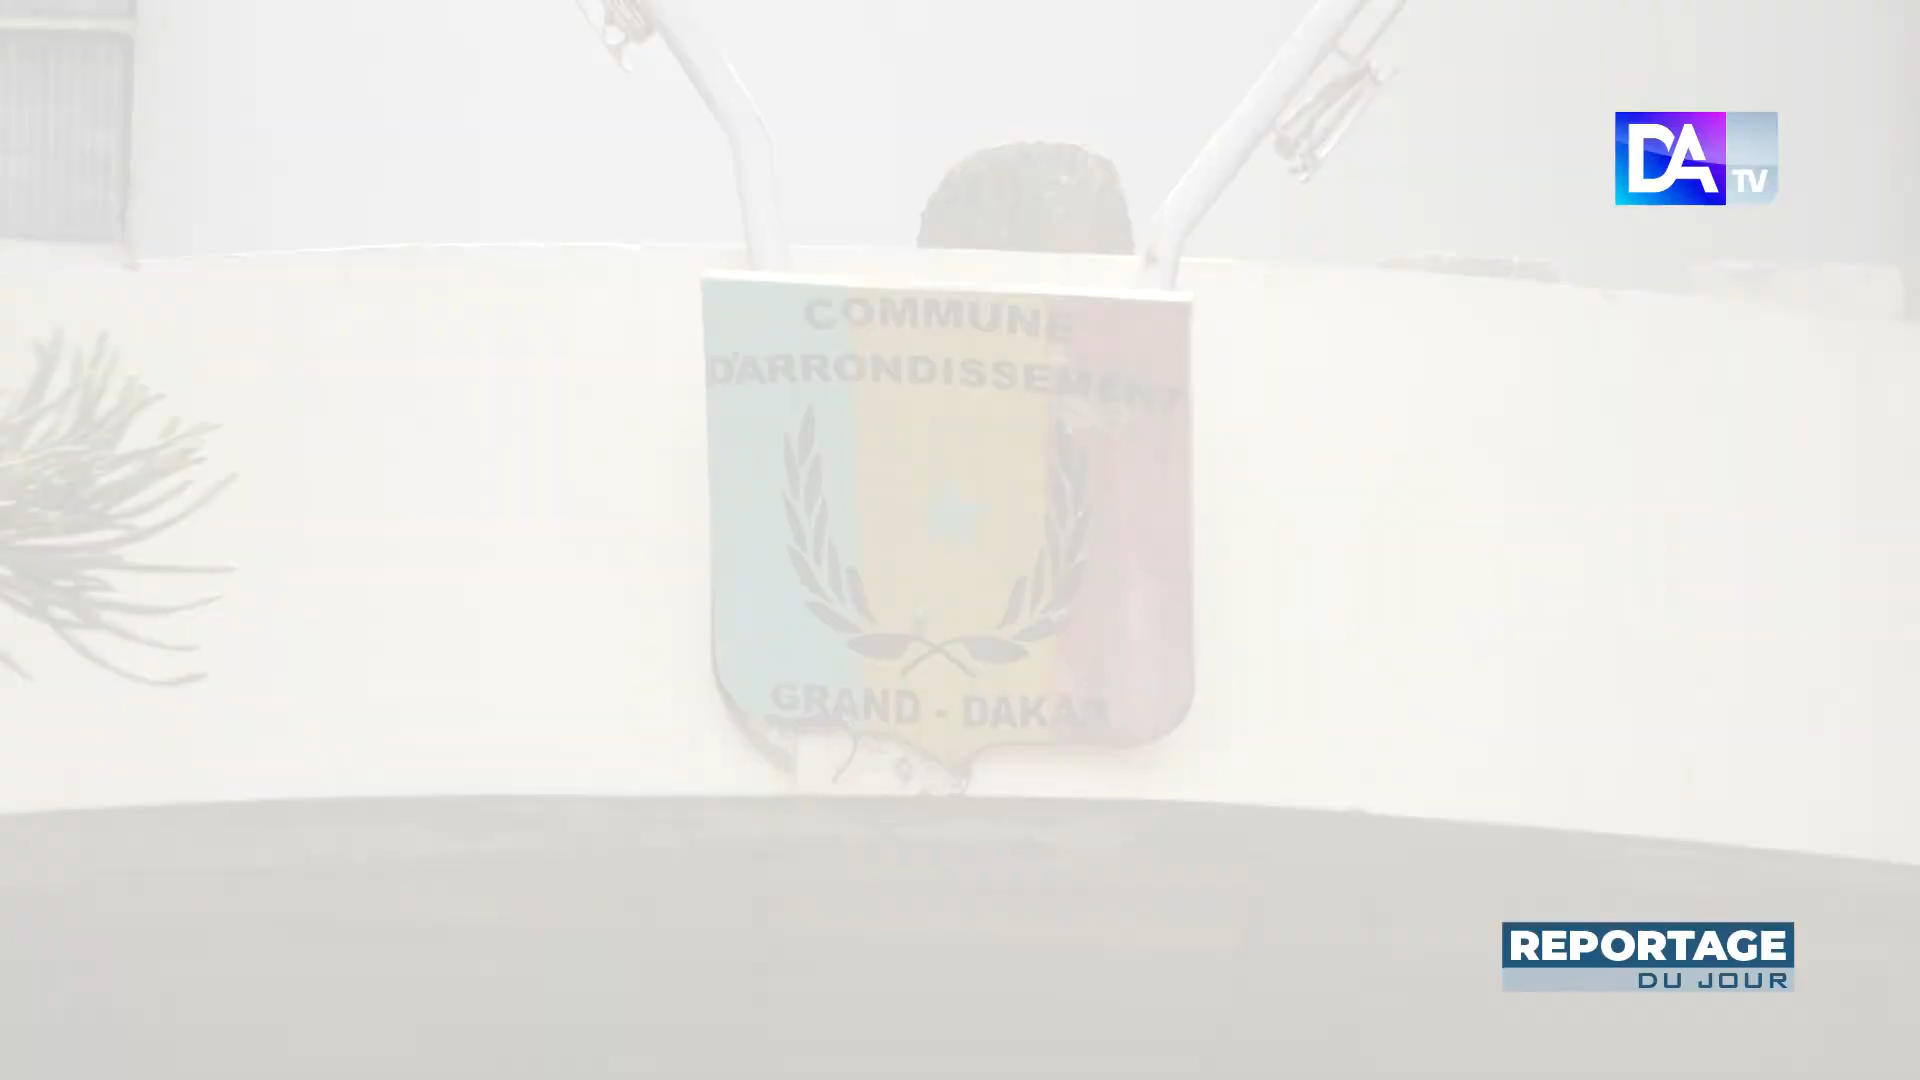 DA TV
COMMUNE
D'ARRONDISSEMENT
GRAND - DAKAR
REPORTAGE
DU JOUR